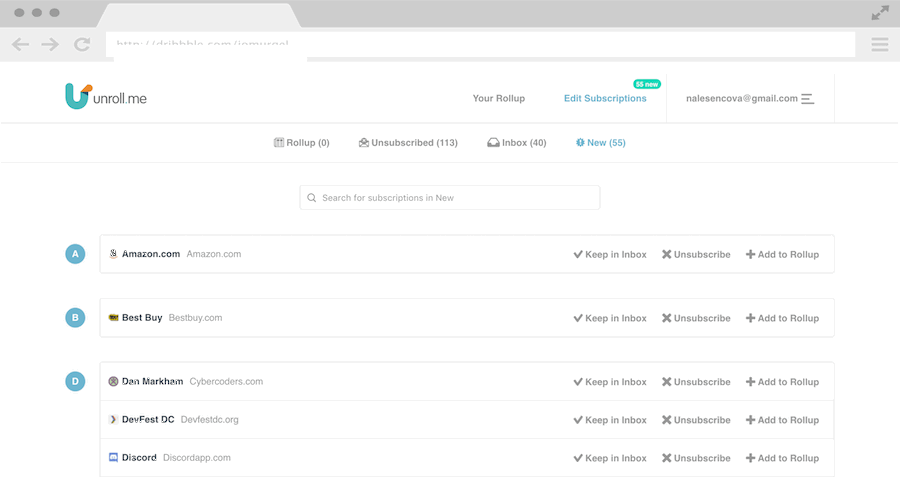 unroll.me
Your Rollup
Edit Subscriptions
55 new
nalesencova@gmail.com
Rollup (0)
Unsubscribed (113)
Inbox (40)
New (55)
Search for subscriptions in New
A
Amazon.com Amazon.com Keep in Inbox Unsubscribe Add to Rollup
B
Best Buy Bestbuy.com Keep in Inbox Unsubscribe Add to Rollup
D
Dan Markham Cybercoders.com Keep in Inbox Unsubscribe Add to Rollup
DevFest DC Devfestdc.org Keep in Inbox Unsubscribe Add to Rollup
Discord Discordapp.com Keep in Inbox Unsubscribe Add to Rollup